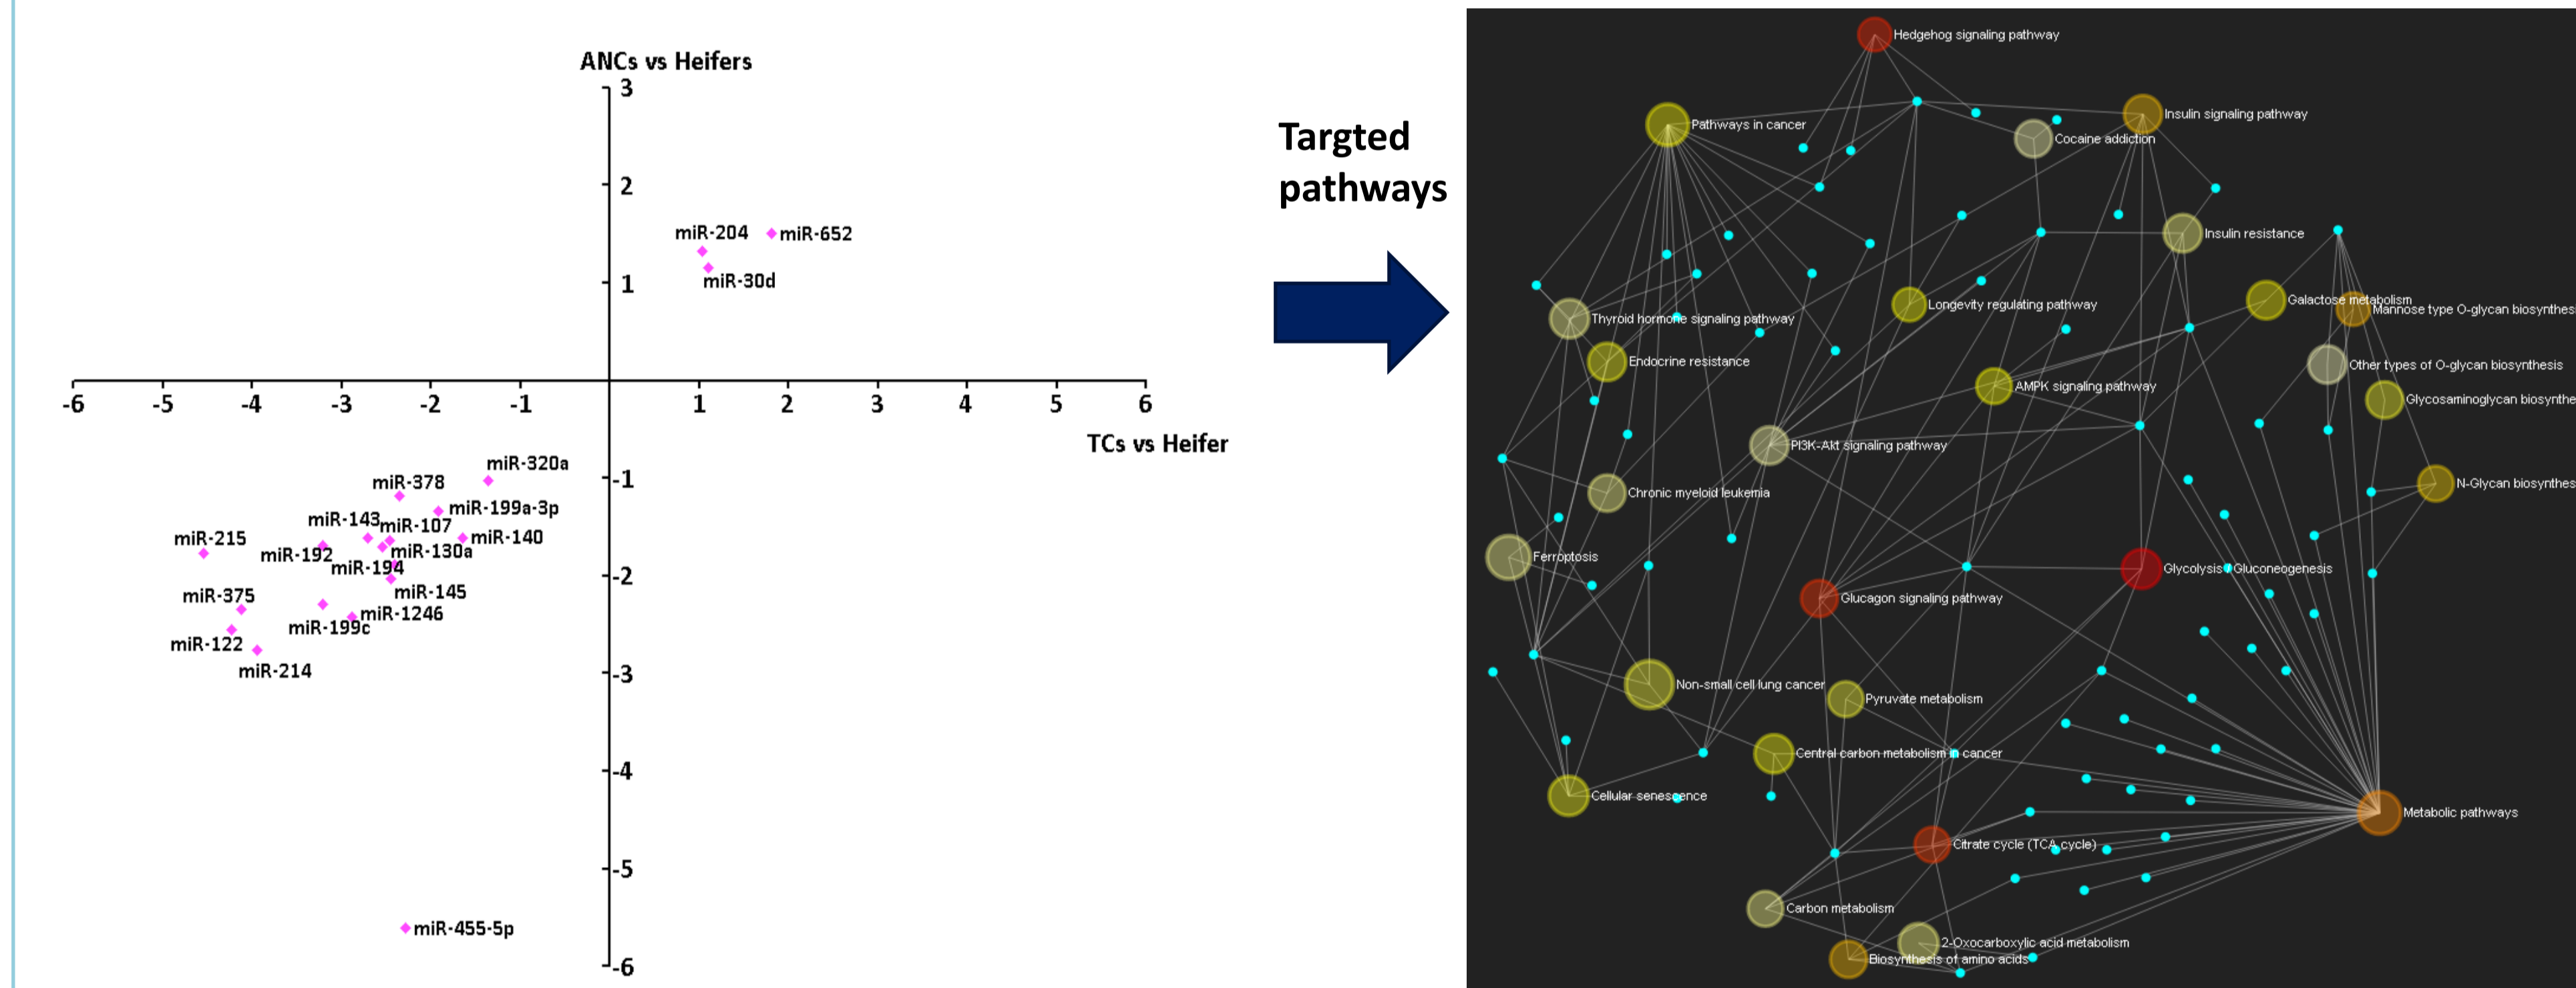 ANCs vs Heifers
3
2
1
-6
-5
-4
-3
-2
-1
1
2
3
4
5
6
TCs vs Heifer
-1
-2
-3
-4
-5
-6
miR-204
miR-652
miR-30d
miR-320a
miR-378
miR-199a-3p
miR-143
miR-107
miR-140
miR-215
miR-192
miR-130a
miR-194
miR-145
miR-375
miR-1246
miR-199c
miR-122
miR-214
miR-455-5p
Targted
pathways
Hedgehog signaling pathway
Pathways in cancer
Insulin signaling pathway
Cocaine addiction
Insulin resistance
Galactose metabolism
Longevity regulating pathway
Mannose type O-glycan biosynthes
Thyroid hormone signaling pathway
Endocrine resistance
Other types of O-glycan biosynthesis
AMPK signaling pathway
Glycosaminoglycan biosynthe
PI3K-Akt signaling pathway
N-Glycan biosynthes
Chronic myeloid leukemia
Ferroptosis
Glycolysis / Gluconeogenesis
Glucagon signaling pathway
Non-small cell lung cancer
Pyruvate metabolism
Central carbon metabolism in cancer
Cellular senescence
Metabolic pathways
Citrate cycle (TCA cycle)
Carbon metabolism
2-Oxocarboxylic acid metabolism
Biosynthesis of amino acids